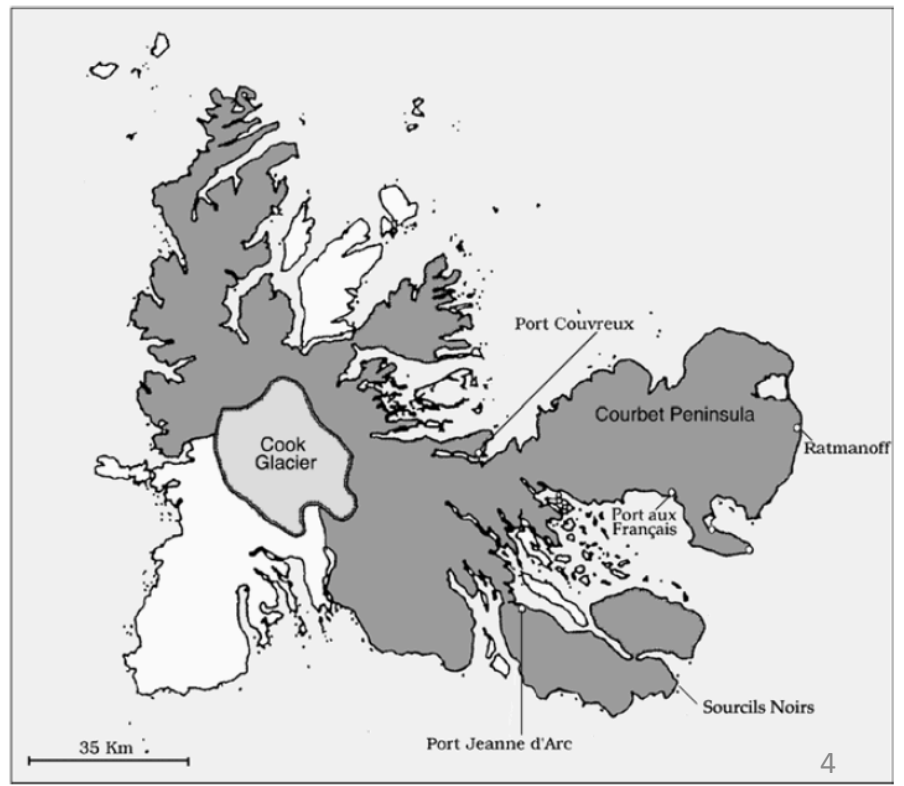 Port Couvreux
Courbet Peninsula
Cook
Glacier
Ratmanoff
Port aux
Français
Sourcils Noirs
Port Jeanne d'Arc
35 Km
4